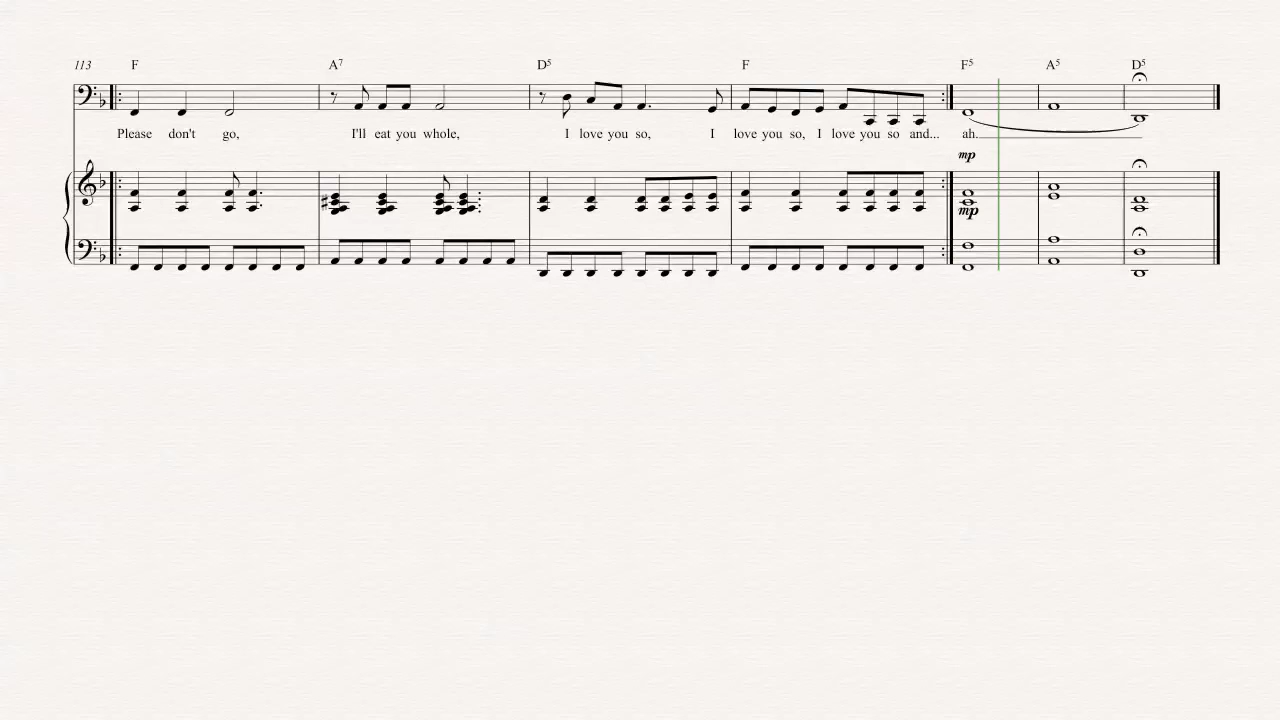 113 F A7 D5 F F5 A5 D5
Please don't go, I'll eat you whole, I love you so, I love you so, I love you so and... ah.
mp
mp